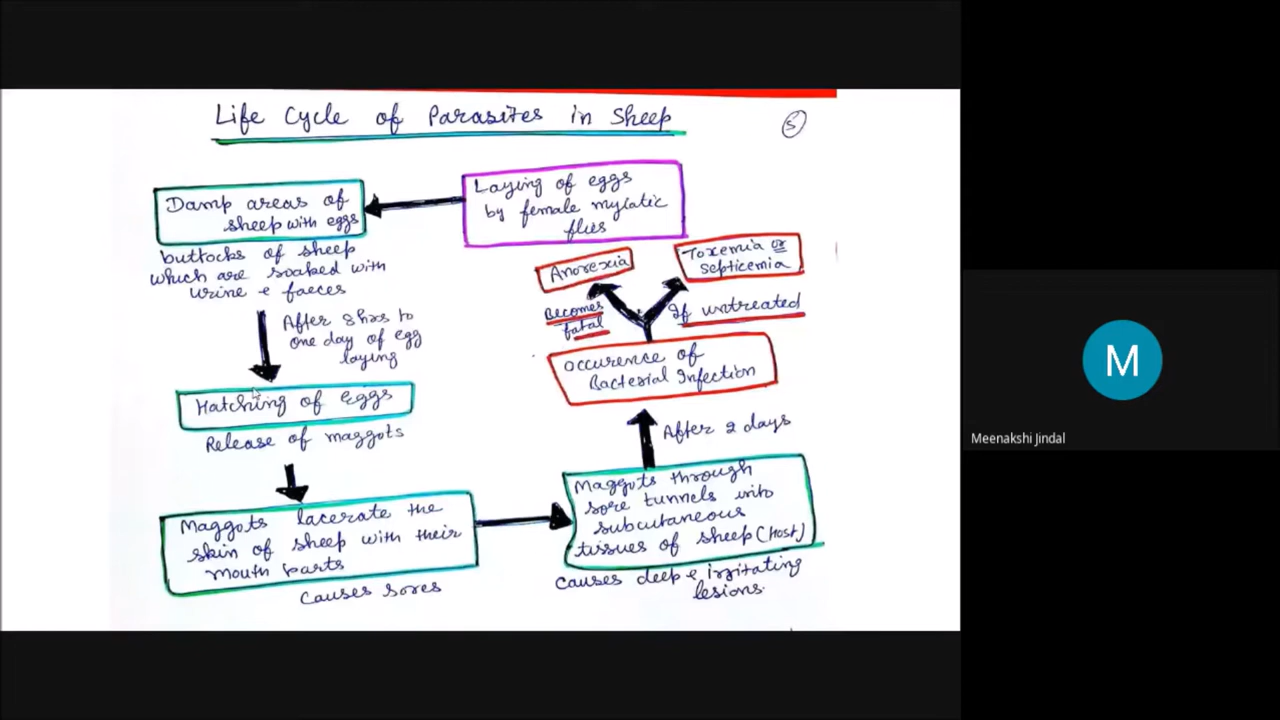 Life Cycle of Parasites in Sheep
5
Laying of eggs
by female myiatic
flies
Damp areas of
sheep with eggs
buttocks of sheep
which are soaked with
urine & faeces
After 8 hrs to
one day of egg
laying
Hatching of eggs
Release of maggots
Maggots lacerate the
skin of sheep with their
mouth parts
Causes sores
Maggots through
sore tunnels into
subcutaneous
tissues of sheep (Host)
Causes deep & irritating
lesions.
After 2 days
Occurence of
Bacterial Infection
Becomes
fatal
If untreated
Anorexia
Toxemia or
septicemia
M
Meenakshi Jindal